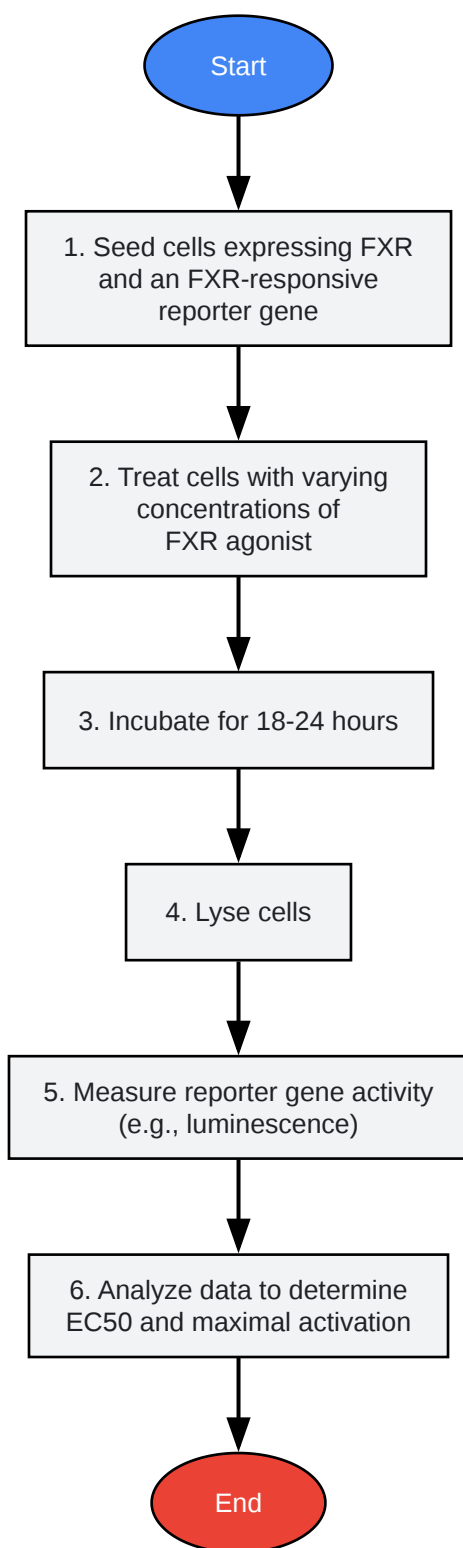 Start
1. Seed cells expressing FXR
and an FXR-responsive
reporter gene
2. Treat cells with varying
concentrations of
FXR agonist
3. Incubate for 18-24 hours
4. Lyse cells
5. Measure reporter gene activity
(e.g., luminescence)
6. Analyze data to determine
EC50 and maximal activation
End